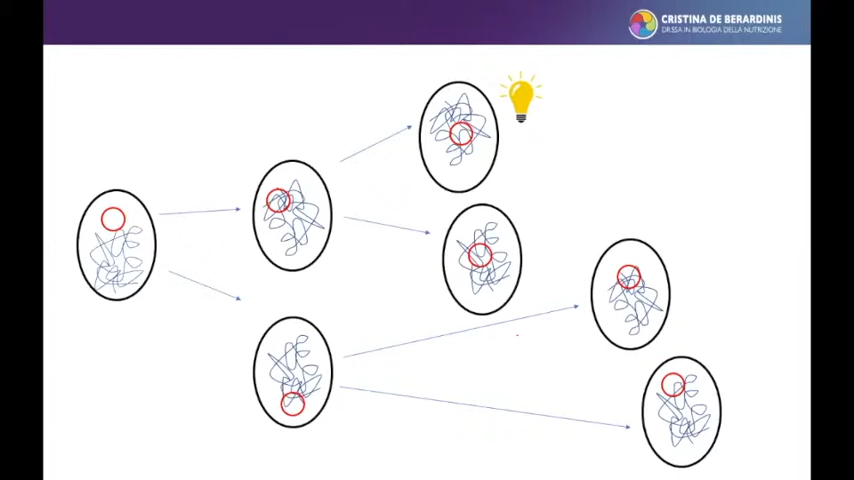 CRISTINA DE BERARDINIS
DR.SSA IN BIOLOGIA DELLA NUTRIZIONE